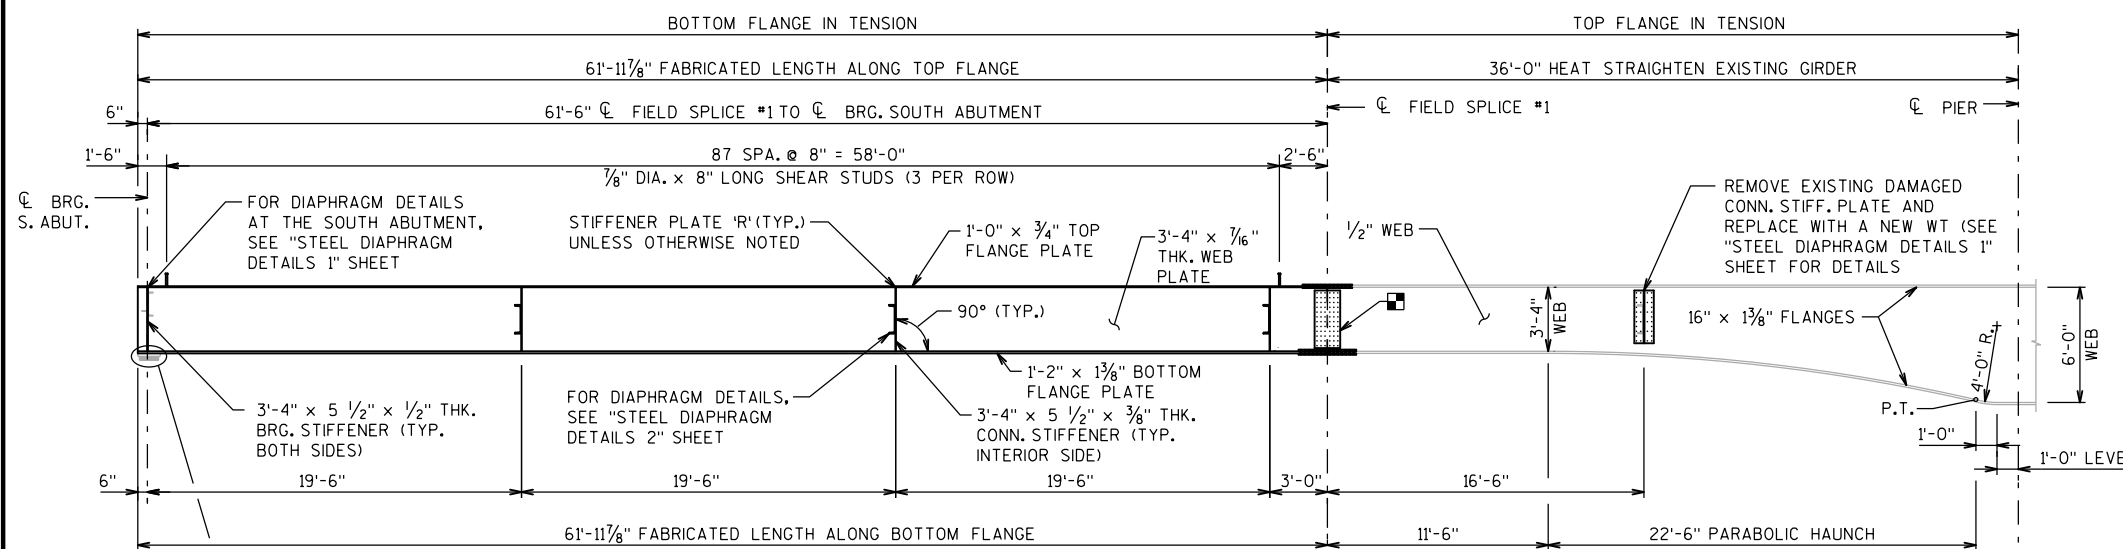 BOTTOM FLANGE IN TENSION
TOP FLANGE IN TENSION
61'-11⅞" FABRICATED LENGTH ALONG TOP FLANGE
36'-0" HEAT STRAIGHTEN EXISTING GIRDER
6"
61'-6" ℄ FIELD SPLICE #1 TO ℄ BRG. SOUTH ABUTMENT
℄ FIELD SPLICE #1
℄ PIER
1'-6"
87 SPA. @ 8" = 58'-0"
2'-6"
⅞" DIA. x 8" LONG SHEAR STUDS (3 PER ROW)
℄ BRG.
S. ABUT.
FOR DIAPHRAGM DETAILS
AT THE SOUTH ABUTMENT,
SEE "STEEL DIAPHRAGM
DETAILS 1" SHEET
STIFFENER PLATE 'R' (TYP.)
UNLESS OTHERWISE NOTED
1'-0" x ¾" TOP
FLANGE PLATE
3'-4" x 7/16"
THK. WEB
PLATE
½" WEB
REMOVE EXISTING DAMAGED
CONN. STIFF. PLATE AND
REPLACE WITH A NEW WT (SEE
"STEEL DIAPHRAGM DETAILS 1"
SHEET FOR DETAILS
90° (TYP.)
3'-4"
WEB
16" x 1⅜" FLANGES
4'-0" R.
6'-0"
WEB
P.T.
3'-4" x 5 ½" x ½" THK.
BRG. STIFFENER (TYP.
BOTH SIDES)
FOR DIAPHRAGM DETAILS,
SEE "STEEL DIAPHRAGM
DETAILS 2" SHEET
1'-2" x 1⅜" BOTTOM
FLANGE PLATE
3'-4" x 5 ½" x ⅜" THK.
CONN. STIFFENER (TYP.
INTERIOR SIDE)
1'-0"
1'-0" LEVE
6"
19'-6"
19'-6"
19'-6"
3'-0"
16'-6"
61'-11⅞" FABRICATED LENGTH ALONG BOTTOM FLANGE
11'-6"
22'-6" PARABOLIC HAUNCH